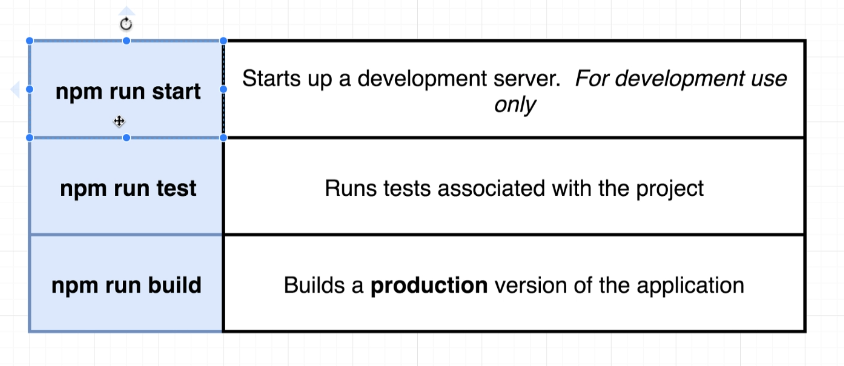 npm run start
Starts up a development server.  For development use
only
npm run test
Runs tests associated with the project
npm run build
Builds a production version of the application